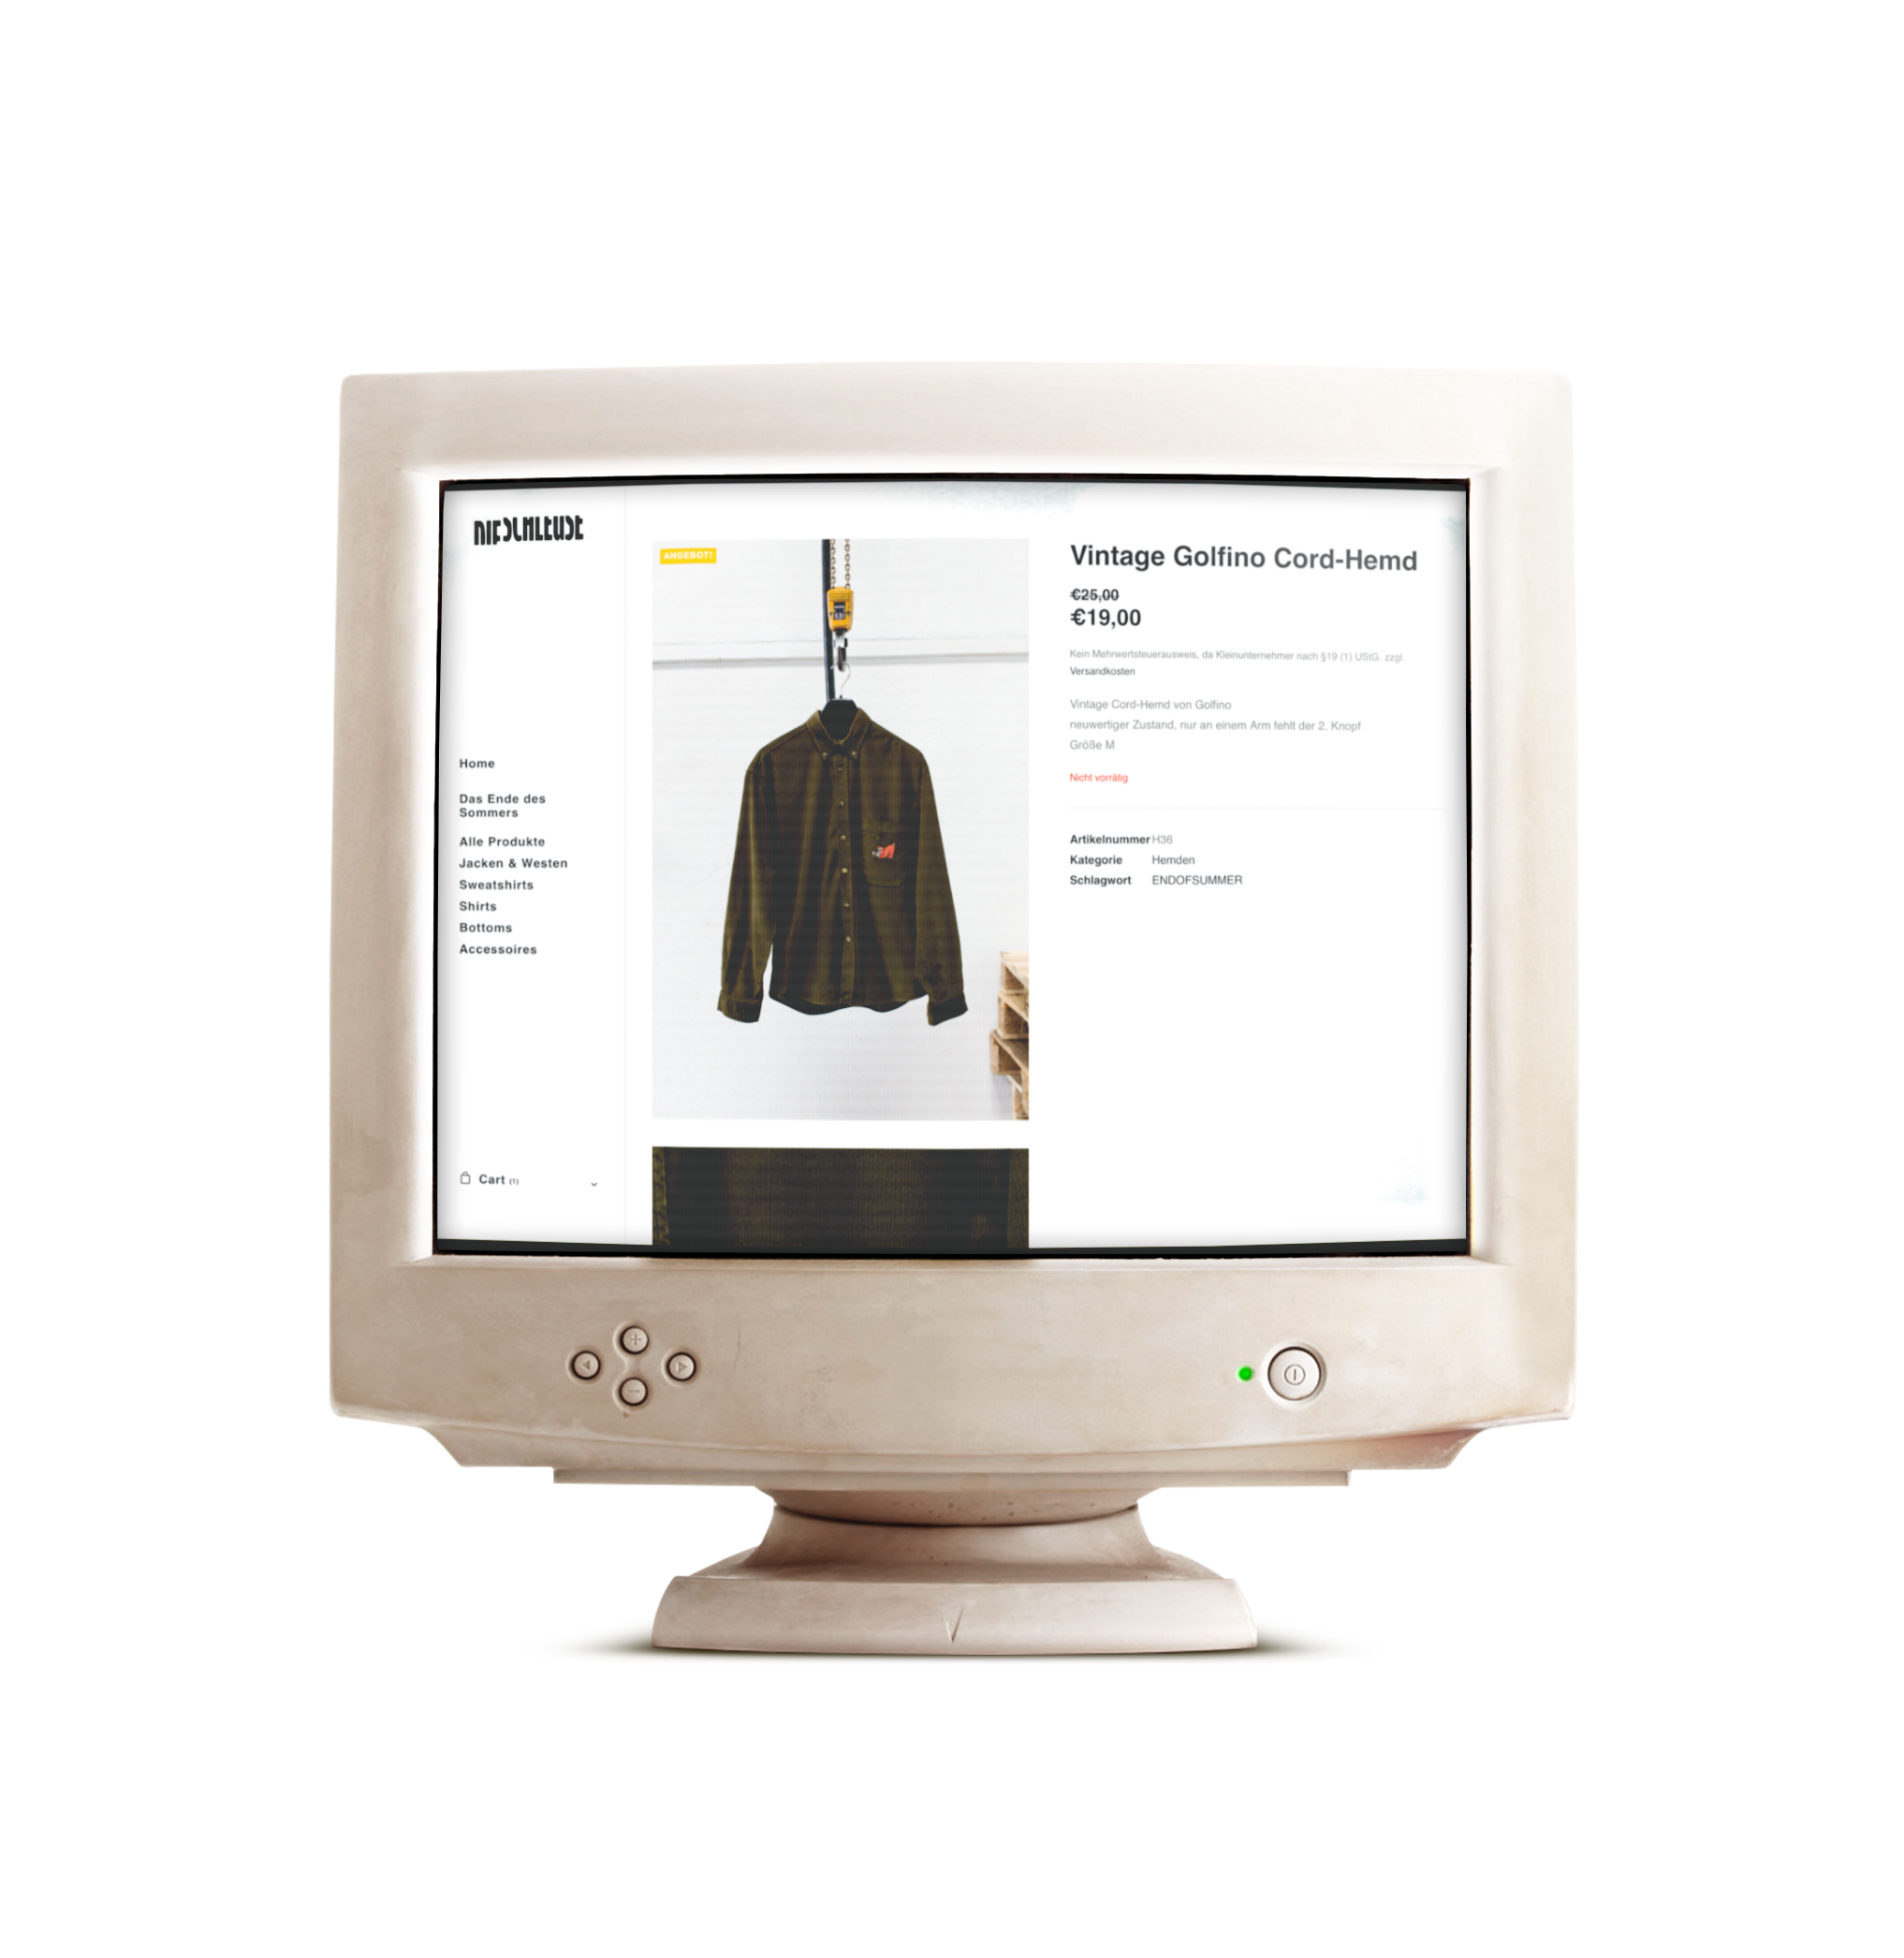 ANGEBOT!
Vintage Golfino Cord-Hemd
€25,00
€19,00
Kein Mehrwertsteuerausweis, da Kleinunternehmer nach §19 (1) UStG. zzgl.
Versandkosten
Vintage Cord-Hemd von Golfino
neuwertiger Zustand, nur an einem Arm fehlt der 2. Knopf
Größe M
Nicht vorrätig
Artikelnummer H36
Kategorie Hemden
Schlagwort ENDOFSUMMER
Home
Das Ende des
Sommers
Alle Produkte
Jacken & Westen
Sweatshirts
Shirts
Bottoms
Accessoires
Cart (1)